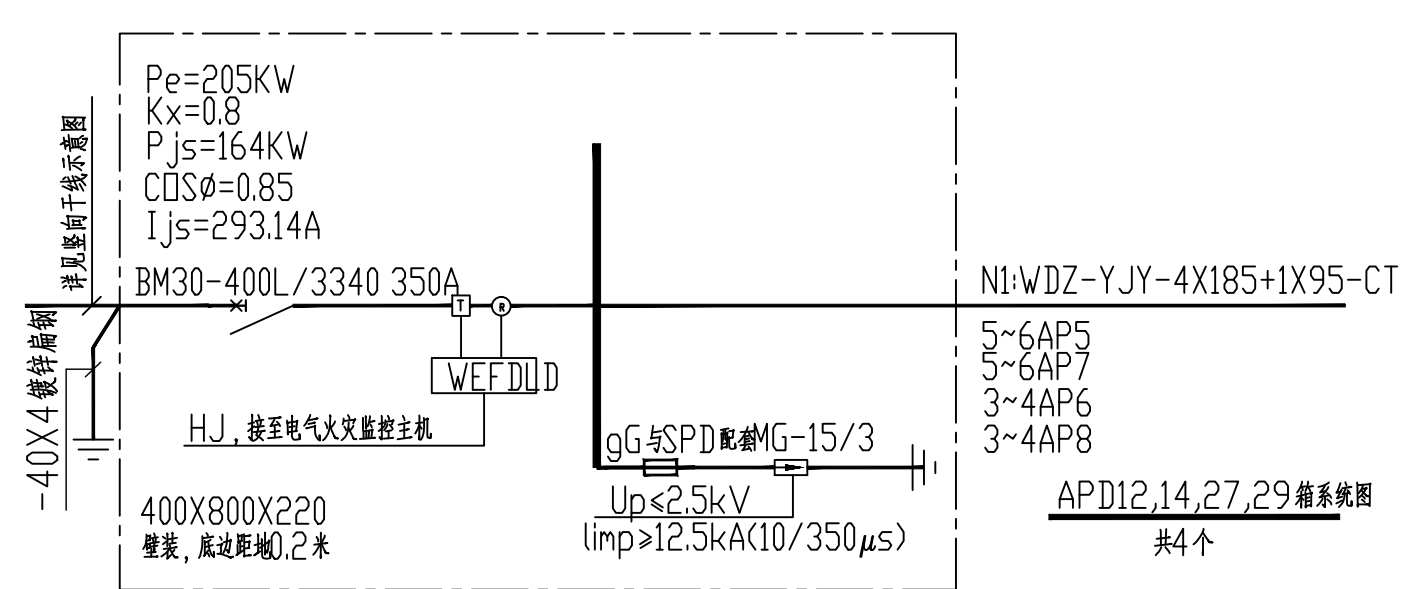 Pe=205KW
Kx=0.8
Pjs=164KW
COSø=0.85
Ijs=293.14A
详见竖向干线示意图
BM30-400L/3340 350A
T
R
N1:WDZ-YJY-4X185+1X95-CT
-40X4镀锌扁钢
WEFDLD
HJ,接至电气火灾监控主机
5~6AP5
5~6AP7
3~4AP6
3~4AP8
gG与SPD配套MG-15/3
Up≤2.5kV
limp≥12.5kA(10/350μs)
400X800X220
壁装,底边距地0.2米
APD12,14,27,29箱系统图
共4个